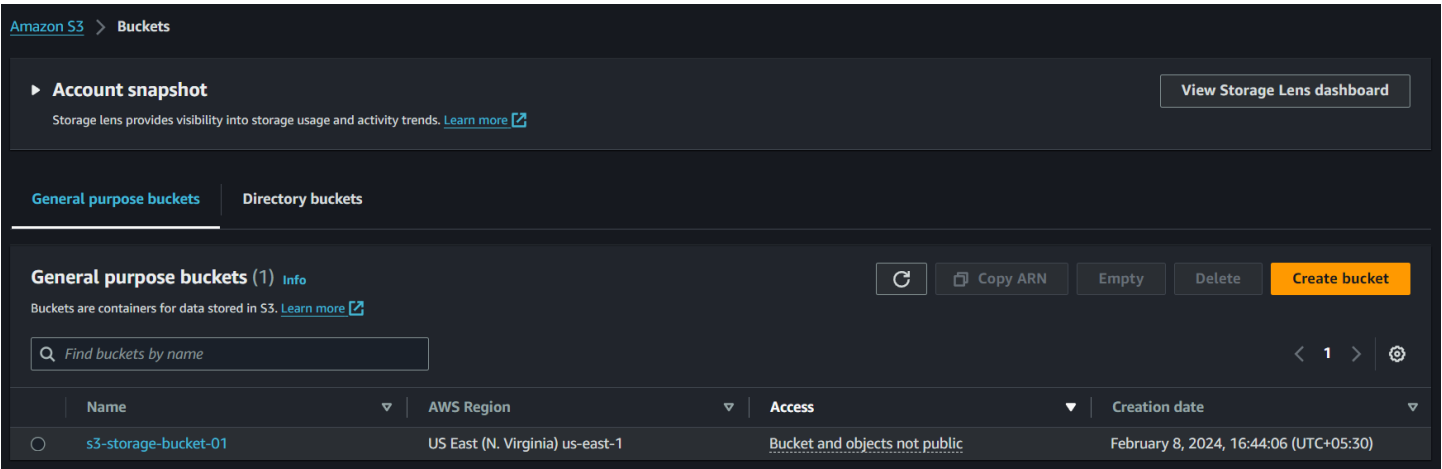 Amazon S3 > Buckets
Account snapshot
View Storage Lens dashboard
Storage lens provides visibility into storage usage and activity trends. Learn more
General purpose buckets Directory buckets
General purpose buckets (1) Info
Copy ARN Empty Delete Create bucket
Buckets are containers for data stored in S3. Learn more
Find buckets by name
< 1 >
Name AWS Region Access Creation date
s3-storage-bucket-01 US East (N. Virginia) us-east-1 Bucket and objects not public February 8, 2024, 16:44:06 (UTC+05:30)